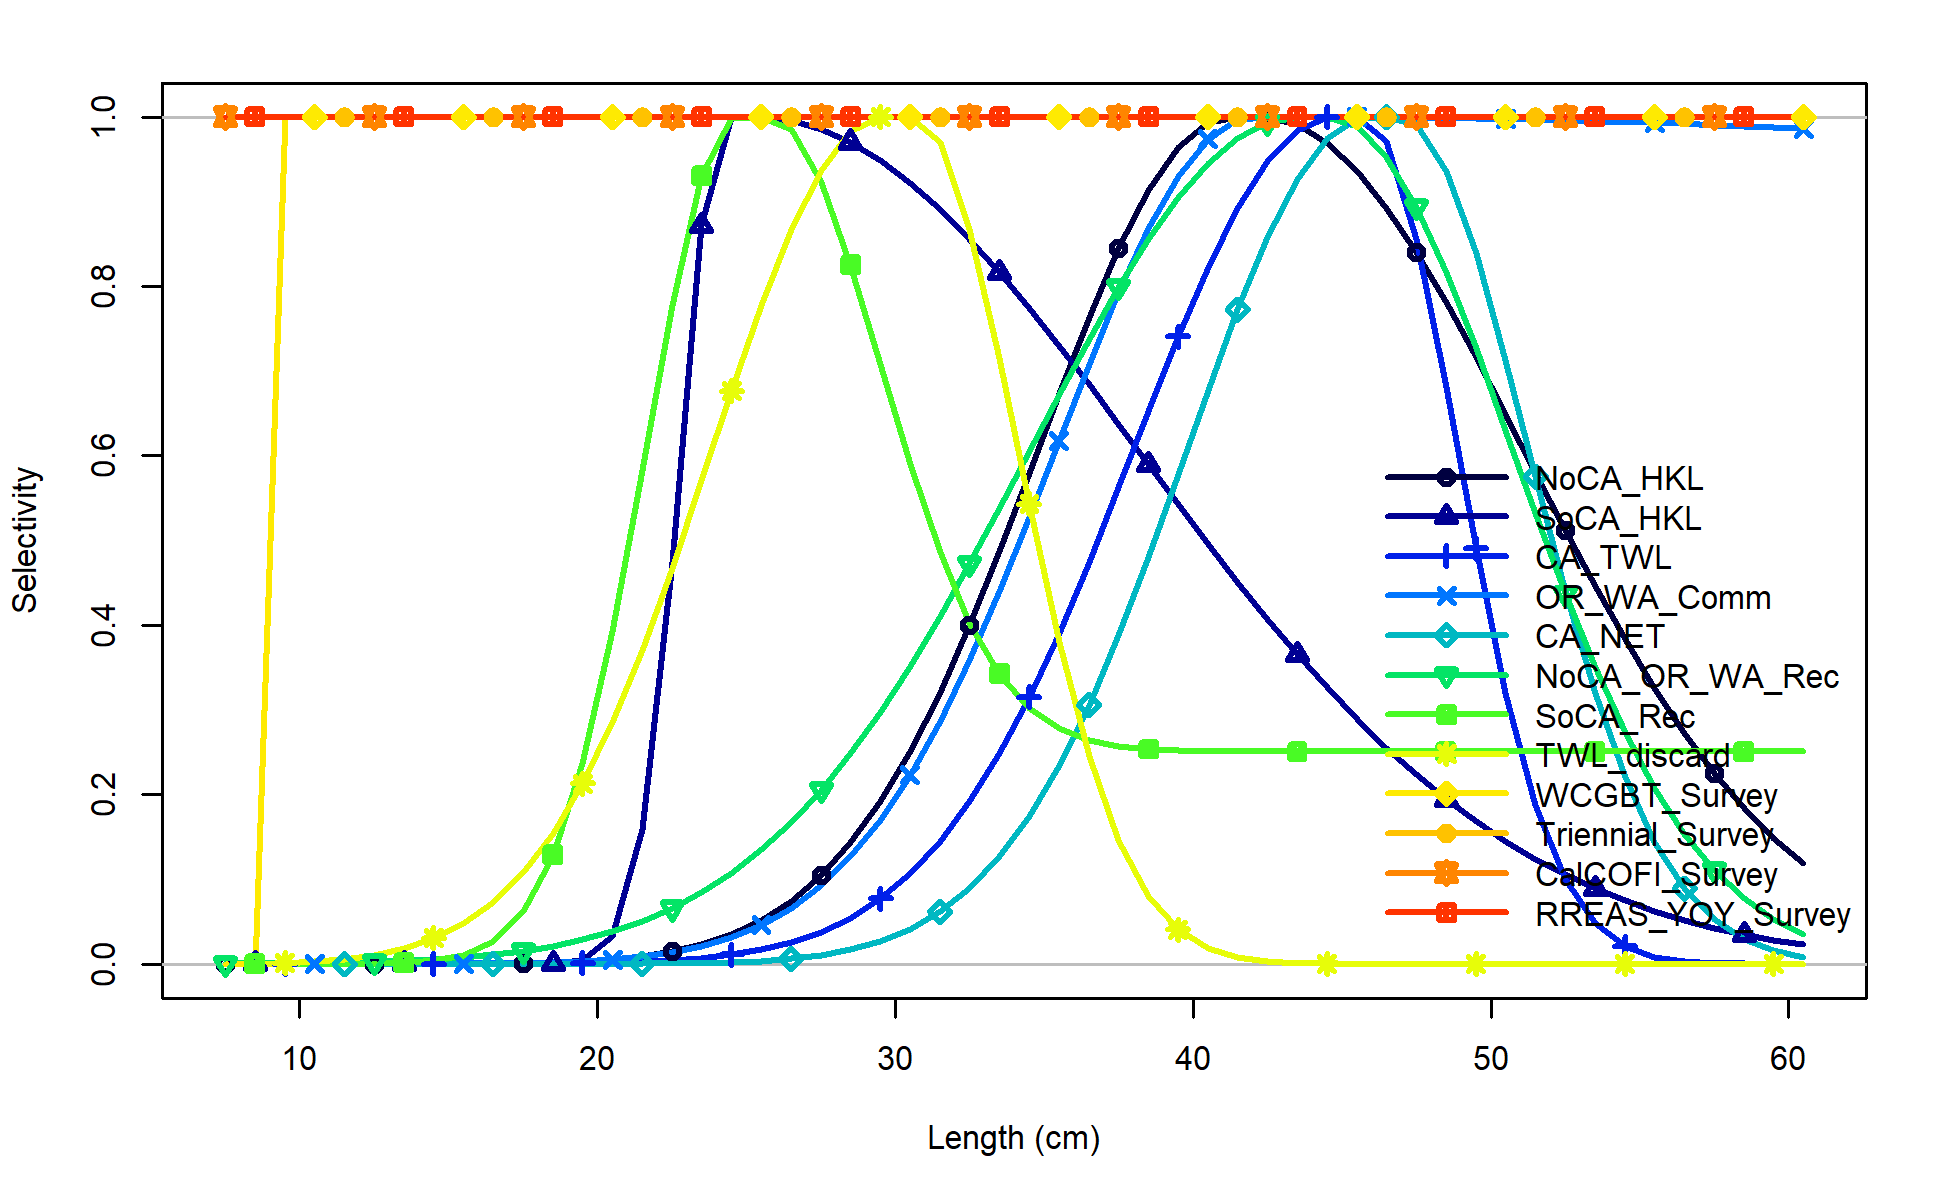 1.0
0.8
0.6
0.4
0.2
0.0
Selectivity
NoCA_HKL
SoCA_HKL
CA_TWL
OR_WA_Comm
CA_NET
NoCA_OR_WA_Rec
SoCA_Rec
TWL_discard
WCGBT_Survey
Triennial_Survey
CalCOFI_Survey
RREAS_YOY_Survey
10 20 30 40 50 60
Length (cm)